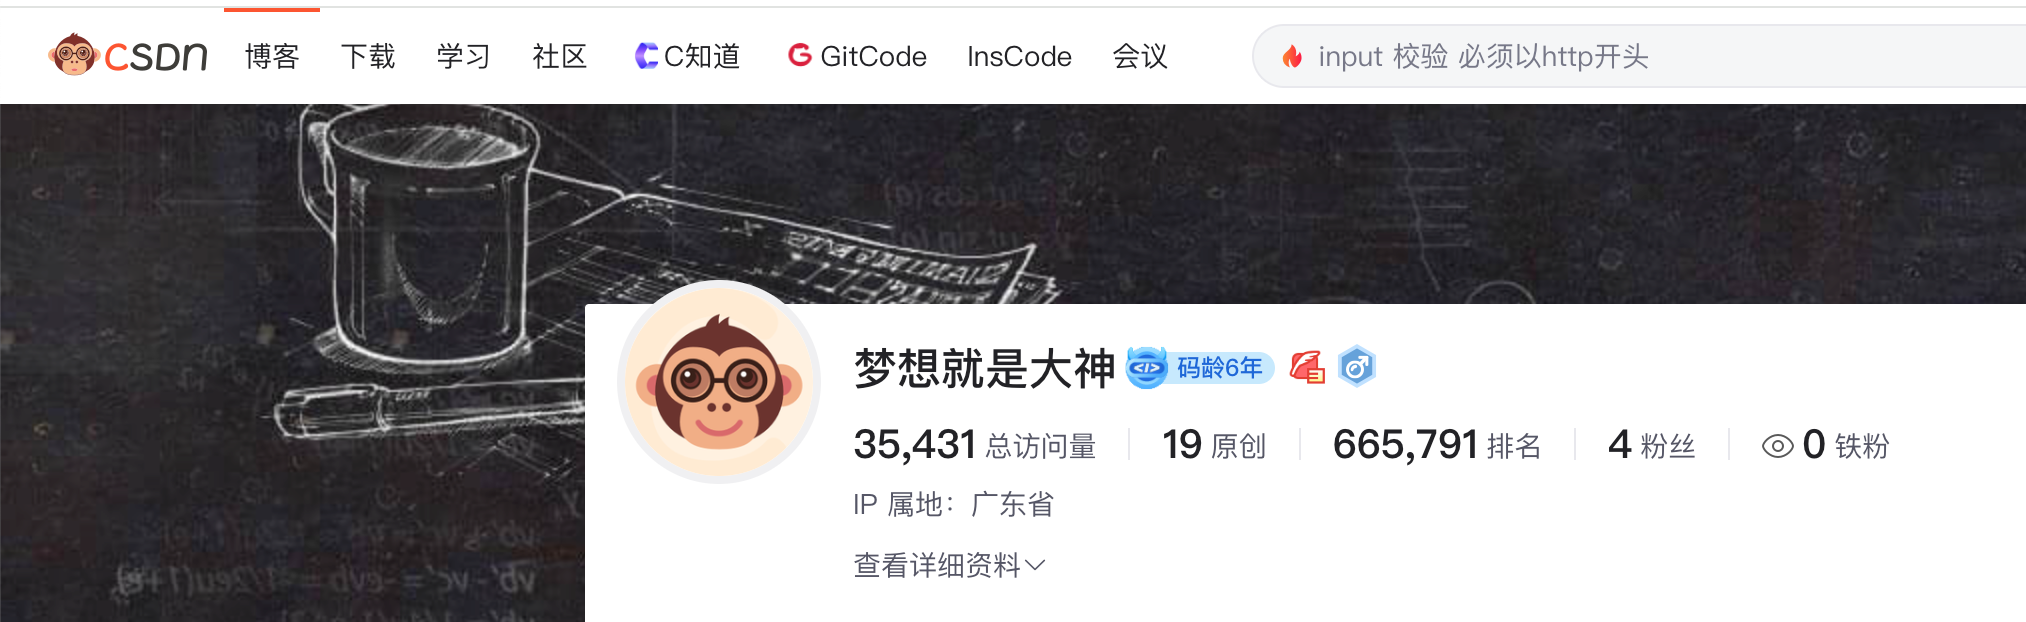 CSDN 博客 下载 学习 社区 C知道 GitCode InsCode 会议 input 校验 必须以http开头
梦想就是大神 码龄6年
35,431 总访问量 19 原创 665,791 排名 4 粉丝 0 铁粉
IP 属地：广东省
查看详细资料